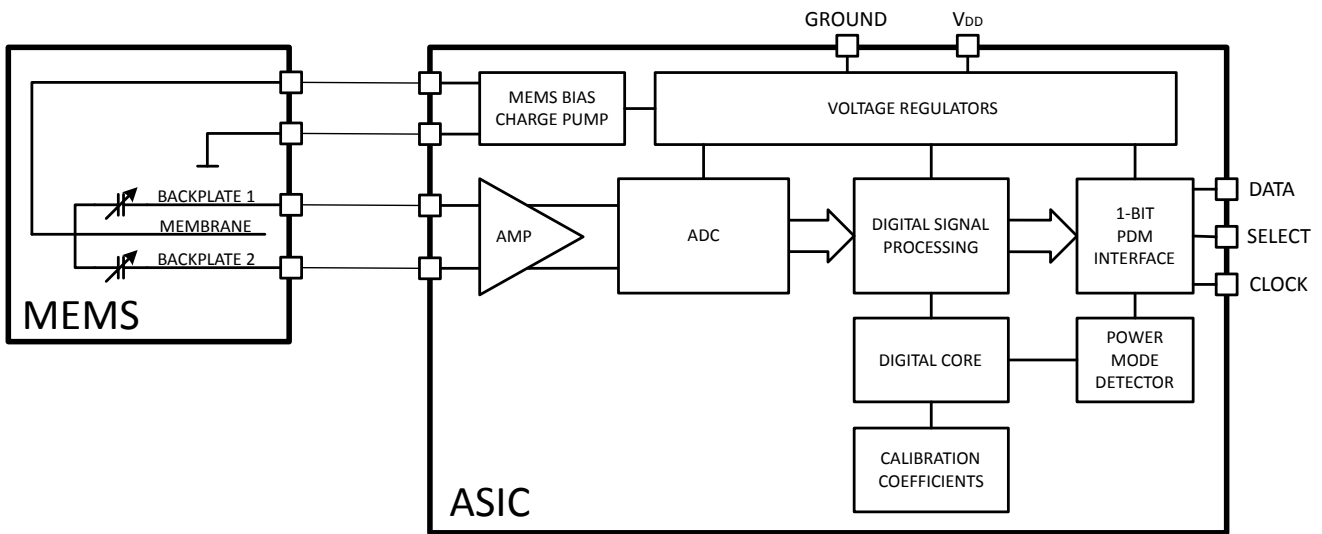 GROUND
VDD
MEMS BIAS
CHARGE PUMP
VOLTAGE REGULATORS
BACKPLATE 1
MEMBRANE
BACKPLATE 2
MEMS
AMP
ADC
DIGITAL SIGNAL
PROCESSING
1-BIT
PDM
INTERFACE
DATA
SELECT
CLOCK
DIGITAL CORE
POWER
MODE
DETECTOR
CALIBRATION
COEFFICIENTS
ASIC